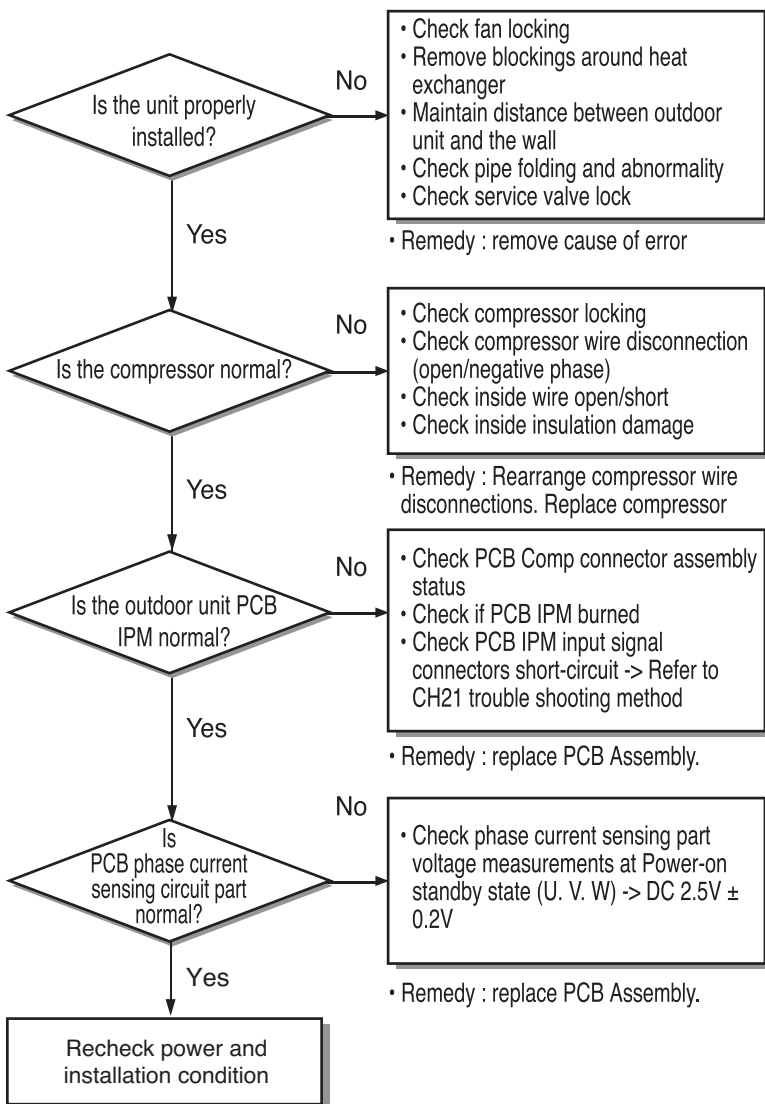 Is the unit properly
installed?
No
• Check fan locking
• Remove blockings around heat
exchanger
• Maintain distance between outdoor
unit and the wall
• Check pipe folding and abnormality
• Check service valve lock
• Remedy : remove cause of error
Yes
Is the compressor normal?
No
• Check compressor locking
• Check compressor wire disconnection
(open/negative phase)
• Check inside wire open/short
• Check inside insulation damage
• Remedy : Rearrange compressor wire
disconnections. Replace compressor
Yes
Is the outdoor unit PCB
IPM normal?
No
• Check PCB Comp connector assembly
status
• Check if PCB IPM burned
• Check PCB IPM input signal
connectors short-circuit -> Refer to
CH21 trouble shooting method
• Remedy : replace PCB Assembly.
Yes
Is
PCB phase current
sensing circuit part
normal?
No
• Check phase current sensing part
voltage measurements at Power-on
standby state (U. V. W) -> DC 2.5V ±
0.2V
• Remedy : replace PCB Assembly.
Yes
Recheck power and
installation condition